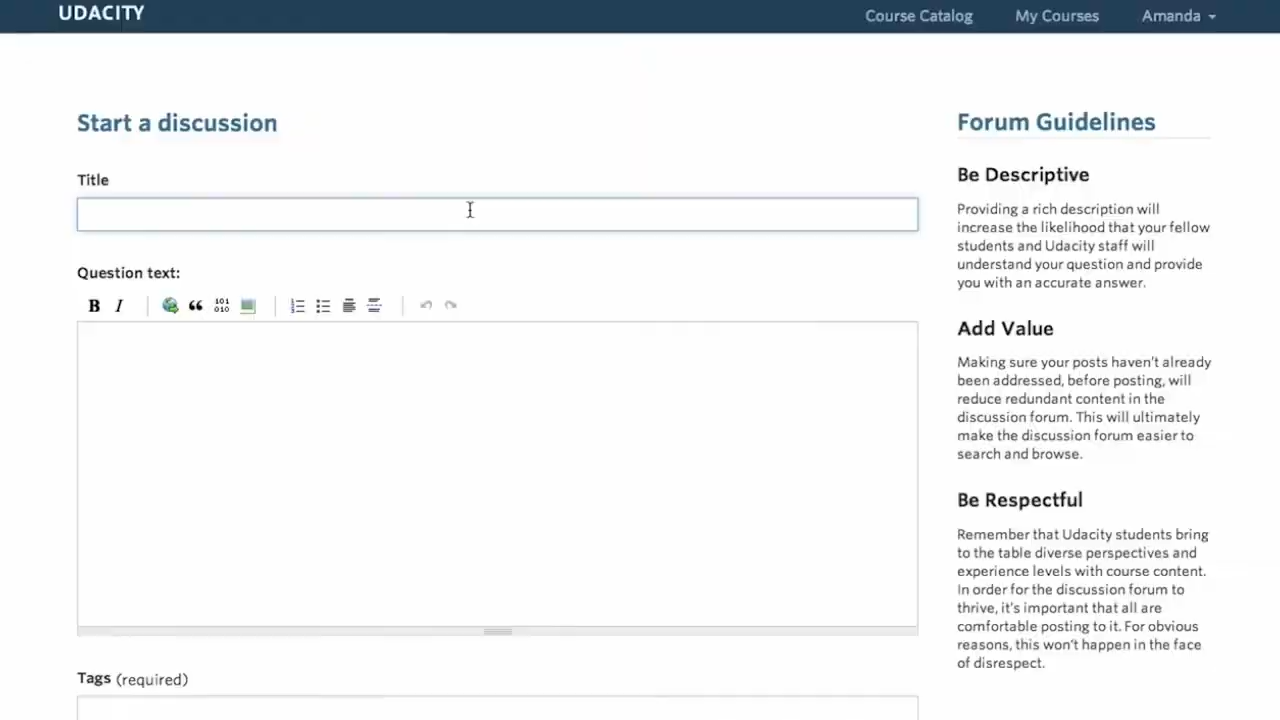 UDACITY
Course Catalog
My Courses
Amanda
Start a discussion
Title
Question text:
B I
101
010
Tags (required)
Forum Guidelines
Be Descriptive
Providing a rich description will
increase the likelihood that your fellow
students and Udacity staff will
understand your question and provide
you with an accurate answer.
Add Value
Making sure your posts haven't already
been addressed, before posting, will
reduce redundant content in the
discussion forum. This will ultimately
make the discussion forum easier to
search and browse.
Be Respectful
Remember that Udacity students bring
to the table diverse perspectives and
experience levels with course content.
In order for the discussion forum to
thrive, it's important that all are
comfortable posting to it. For obvious
reasons, this won't happen in the face
of disrespect.